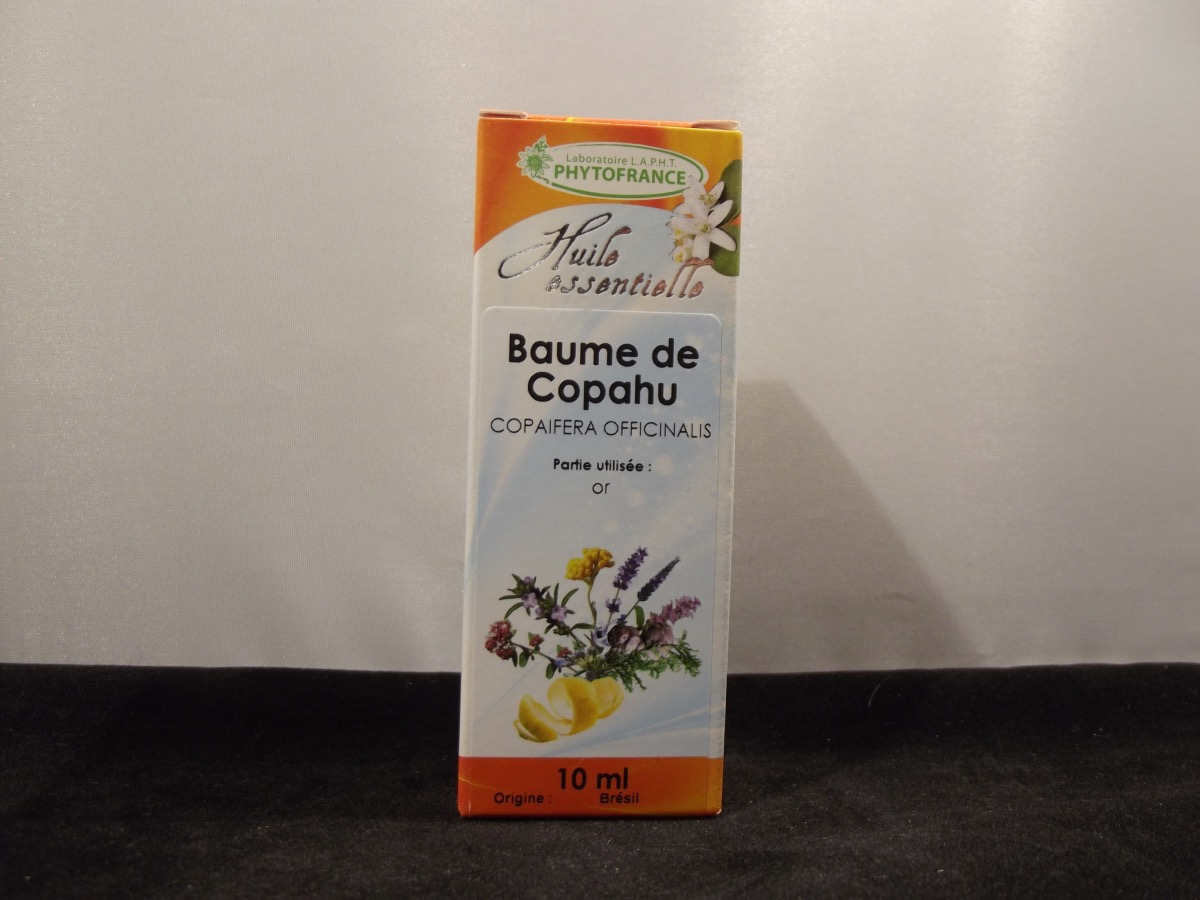 Laboratoire L.A.P.H.T.
PHYTOFRANCE
Huile
essentielle
Baume de
Copahu
COPAIFERA OFFICINALIS
Partie utilisée :
or
10 ml
Origine : Brésil